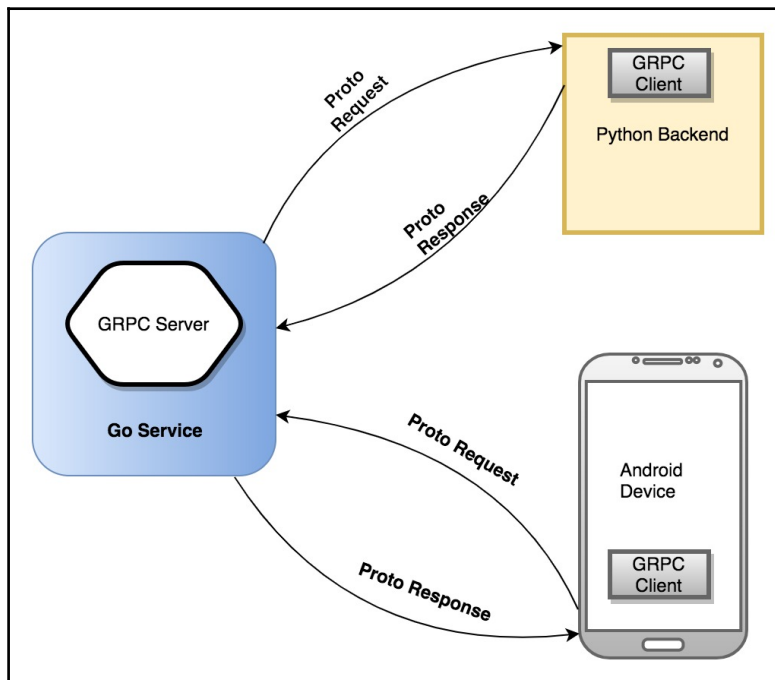 Proto
Request
GRPC
Client
Python Backend
Proto
Response
GRPC Server
Go Service
Proto Request
Android
Device
GRPC
Client
Proto Response